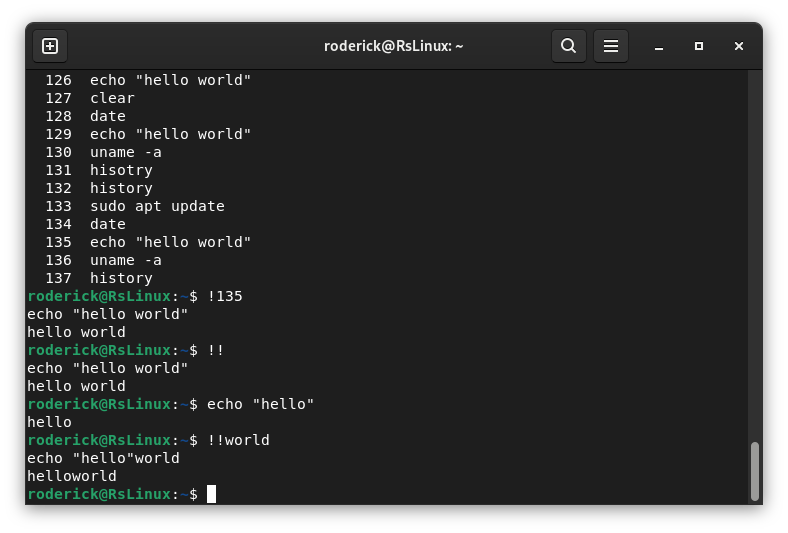 roderick@RsLinux: ~
126  echo "hello world"
127  clear
128  date
129  echo "hello world"
130  uname -a
131  hisotry
132  history
133  sudo apt update
134  date
135  echo "hello world"
136  uname -a
137  history
roderick@RsLinux:~$ !135
echo "hello world"
hello world
roderick@RsLinux:~$ !!
echo "hello world"
hello world
roderick@RsLinux:~$ echo "hello"
hello
roderick@RsLinux:~$ !!world
echo "hello"world
helloworld
roderick@RsLinux:~$